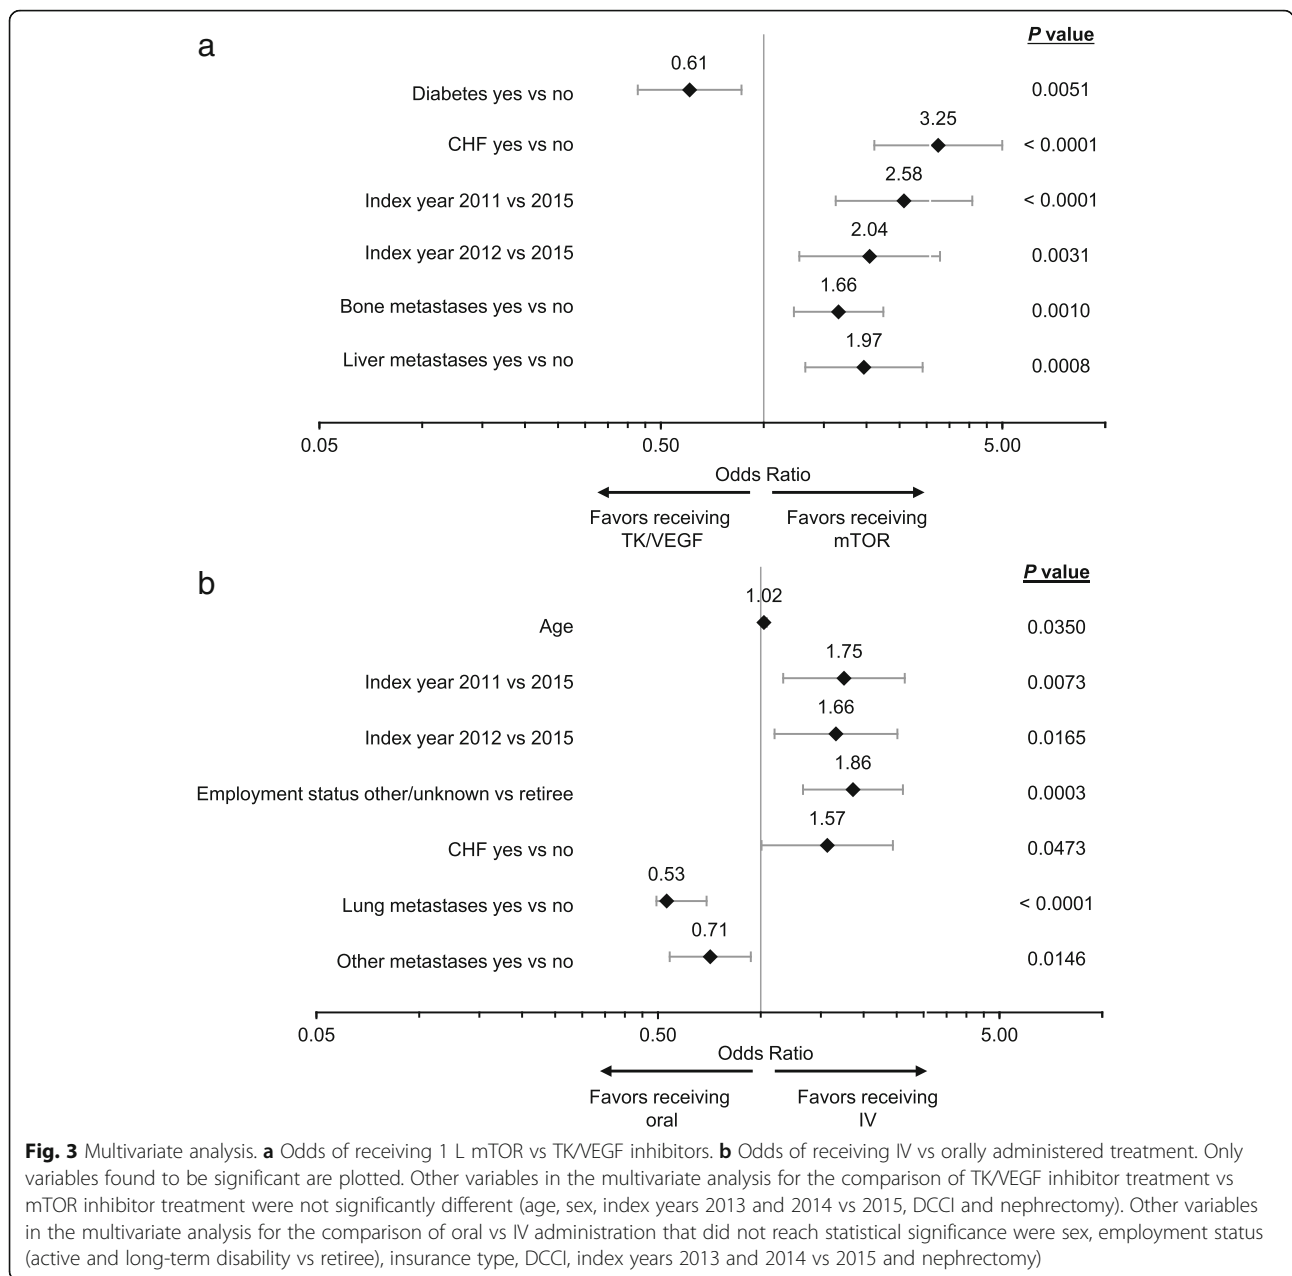 a
P value
0.61
Diabetes yes vs no 0.0051
3.25
CHF yes vs no < 0.0001
2.58
Index year 2011 vs 2015 < 0.0001
2.04
Index year 2012 vs 2015 0.0031
1.66
Bone metastases yes vs no 0.0010
1.97
Liver metastases yes vs no 0.0008
0.05 0.50 5.00
Odds Ratio
Favors receiving Favors receiving
TK/VEGF mTOR
b
P value
1.02
Age 0.0350
1.75
Index year 2011 vs 2015 0.0073
1.66
Index year 2012 vs 2015 0.0165
1.86
Employment status other/unknown vs retiree 0.0003
1.57
CHF yes vs no 0.0473
0.53
Lung metastases yes vs no < 0.0001
0.71
Other metastases yes vs no 0.0146
0.05 0.50 5.00
Odds Ratio
Favors receiving Favors receiving
oral IV
Fig. 3 Multivariate analysis. a Odds of receiving 1 L mTOR vs TK/VEGF inhibitors. b Odds of receiving IV vs orally administered treatment. Only
variables found to be significant are plotted. Other variables in the multivariate analysis for the comparison of TK/VEGF inhibitor treatment vs
mTOR inhibitor treatment were not significantly different (age, sex, index years 2013 and 2014 vs 2015, DCCI and nephrectomy). Other variables
in the multivariate analysis for the comparison of oral vs IV administration that did not reach statistical significance were sex, employment status
(active and long-term disability vs retiree), insurance type, DCCI, index years 2013 and 2014 vs 2015 and nephrectomy)